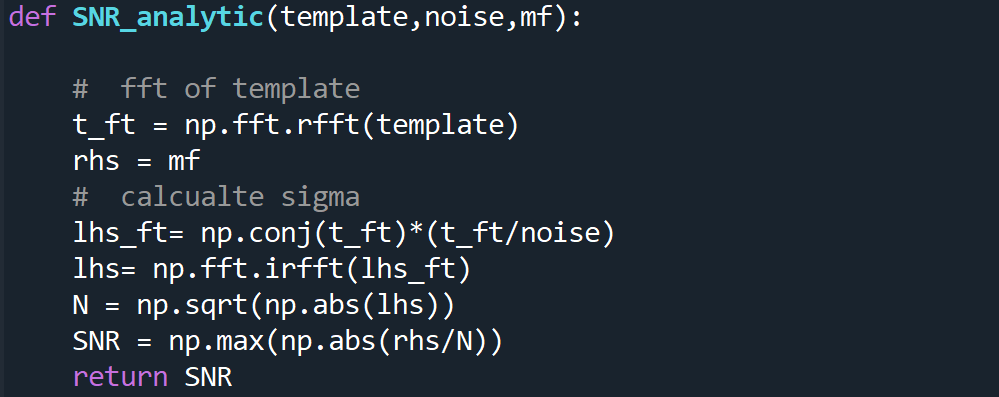 def SNR_analytic(template,noise,mf):
#  fft of template
t_ft = np.fft.rfft(template)
rhs = mf
#  calcualte sigma
lhs_ft= np.conj(t_ft)*(t_ft/noise)
lhs= np.fft.irfft(lhs_ft)
N = np.sqrt(np.abs(lhs))
SNR = np.max(np.abs(rhs/N))
return SNR